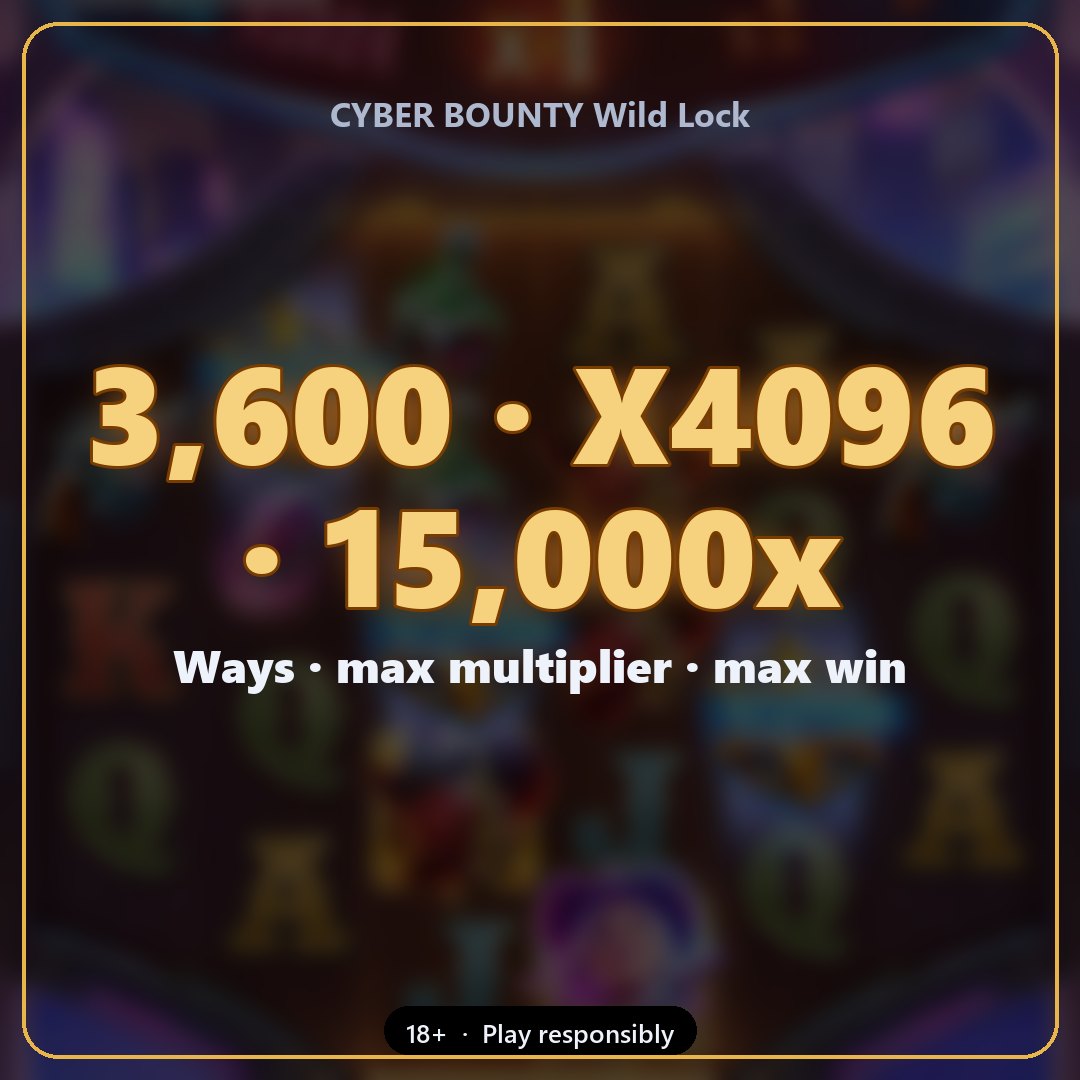 CYBER BOUNTY Wild Lock
3,600 · X4096
· 15,000x
Ways · max multiplier · max win
18+ · Play responsibly